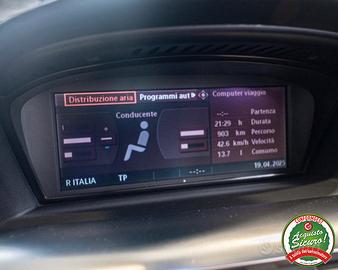 Distribuzione aria
Programmi aut
Computer viaggio
Conducente
--:-- Partenza
21:29 h Durata
903 km Percorso
42.6 km/h Velocità
13.7 l Consumo
R ITALIA
TP
--:--
19.04.2025
Acquisto
Sicuro!